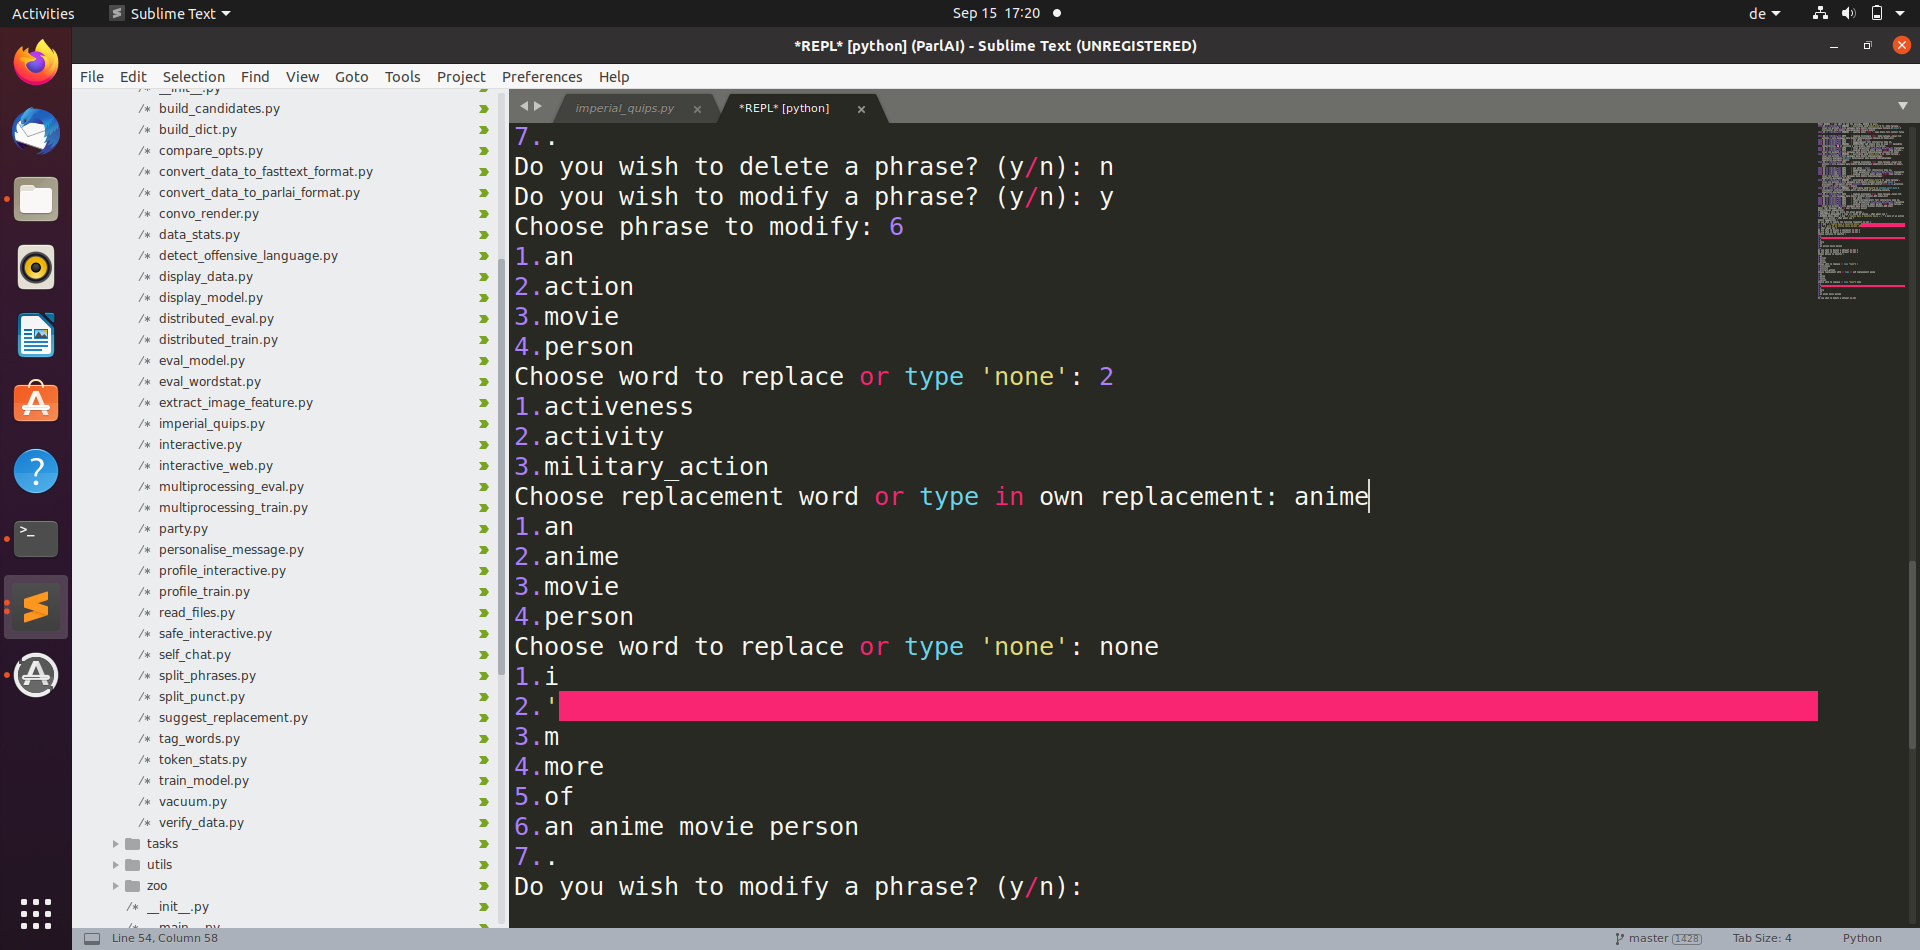 Activities
Sublime Text
Sep 15 17:20
de
*REPL* [python] (ParlAI) - Sublime Text (UNREGISTERED)
File Edit Selection Find View Goto Tools Project Preferences Help
/* __init__.py
/* build_candidates.py
/* build_dict.py
/* compare_opts.py
/* convert_data_to_fasttext_format.py
/* convert_data_to_parlai_format.py
/* convo_render.py
/* data_stats.py
/* detect_offensive_language.py
/* display_data.py
/* display_model.py
/* distributed_eval.py
/* distributed_train.py
/* eval_model.py
/* eval_wordstat.py
/* extract_image_feature.py
/* imperial_quips.py
/* interactive.py
/* interactive_web.py
/* multiprocessing_eval.py
/* multiprocessing_train.py
/* party.py
/* personalise_message.py
/* profile_interactive.py
/* profile_train.py
/* read_files.py
/* safe_interactive.py
/* self_chat.py
/* split_phrases.py
/* split_punct.py
/* suggest_replacement.py
/* tag_words.py
/* token_stats.py
/* train_model.py
/* vacuum.py
/* verify_data.py
tasks
utils
zoo
/* __init__.py
/* __main__.py
imperial_quips.py ×
*REPL* [python] ×
7..
Do you wish to delete a phrase? (y/n): n
Do you wish to modify a phrase? (y/n): y
Choose phrase to modify: 6
1.an
2.action
3.movie
4.person
Choose word to replace or type 'none': 2
1.activeness
2.activity
3.military_action
Choose replacement word or type in own replacement: anime
1.an
2.anime
3.movie
4.person
Choose word to replace or type 'none': none
1.i
2.'
3.m
4.more
5.of
6.an anime movie person
7..
Do you wish to modify a phrase? (y/n):
Line 54, Column 58
master 1428
Tab Size: 4
Python